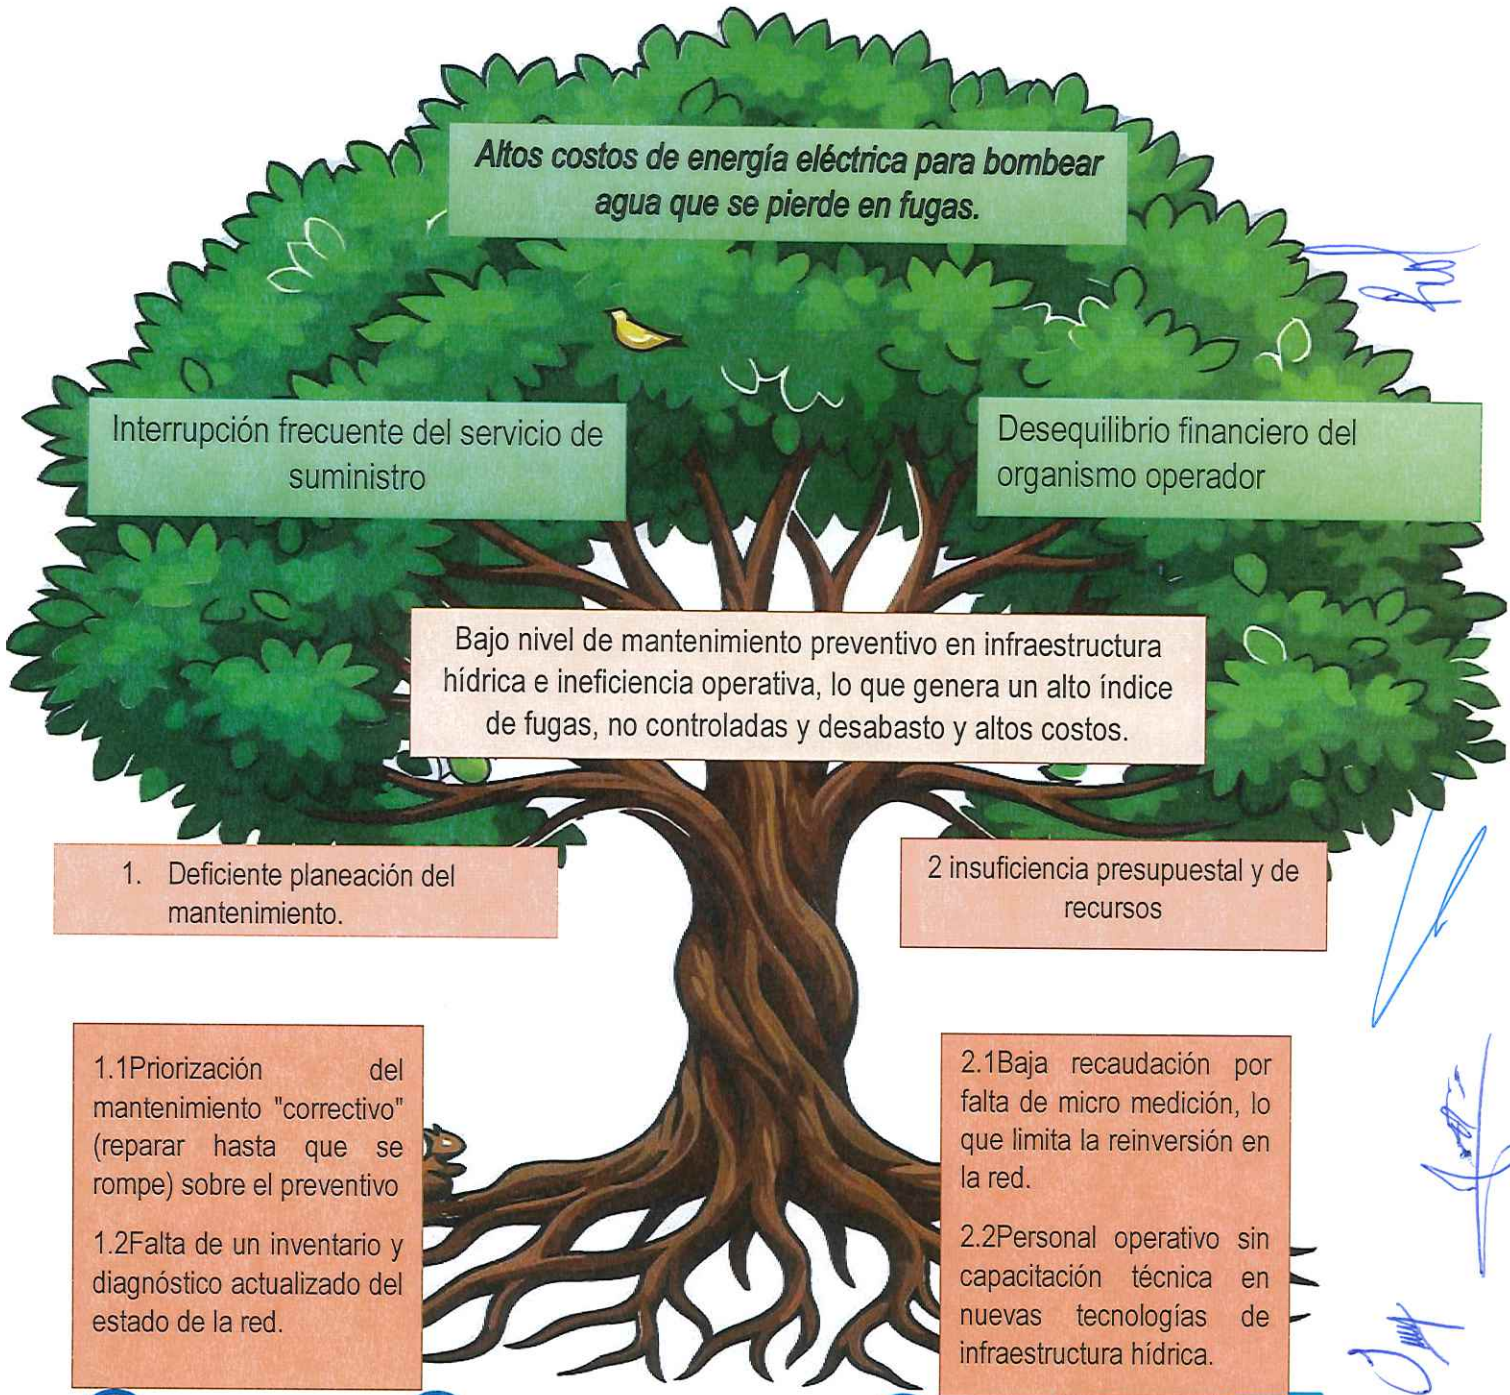 Altos costos de energía eléctrica para bombear
agua que se pierde en fugas.
Interrupción frecuente del servicio de
suministro
Desequilibrio financiero del
organismo operador
Bajo nivel de mantenimiento preventivo en infraestructura
hídrica e ineficiencia operativa, lo que genera un alto índice
de fugas, no controladas y desabasto y altos costos.
1. Deficiente planeación del
mantenimiento.
2 insuficiencia presupuestal y de
recursos
1.1Priorización del
mantenimiento "correctivo"
(reparar hasta que se
rompe) sobre el preventivo
1.2Falta de un inventario y
diagnóstico actualizado del
estado de la red.
2.1Baja recaudación por
falta de micro medición, lo
que limita la reinversión en
la red.
2.2Personal operativo sin
capacitación técnica en
nuevas tecnologías de
infraestructura hídrica.